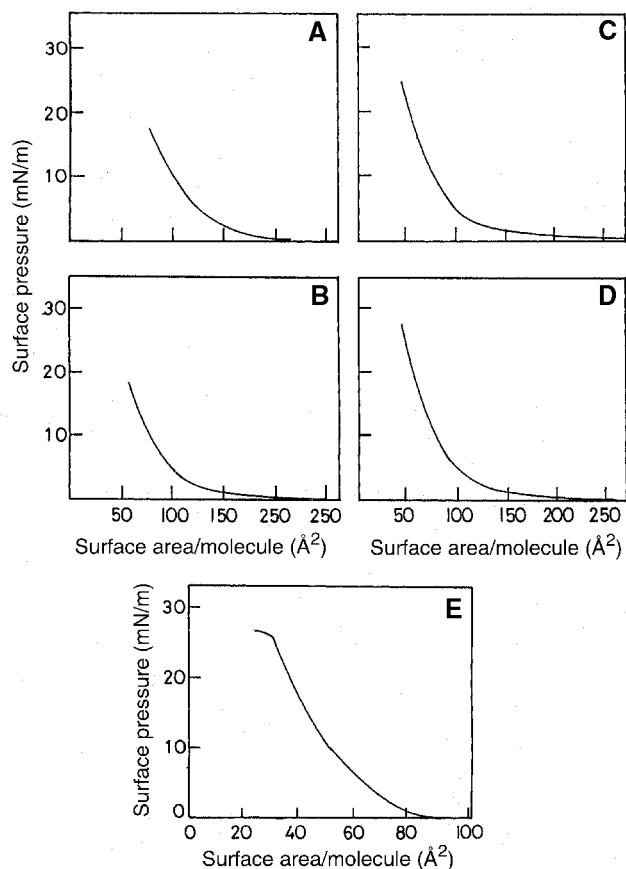 A
30
20
10
C
B
30
20
10
50 100 150 250 250
Surface area/molecule (Å²)
D
50 100 150 200 250
Surface area/molecule (Å²)
Surface pressure (mN/m)
E
30
20
10
0
0 20 40 60 80 100
Surface area/molecule (Å²)
Surface pressure (mN/m)